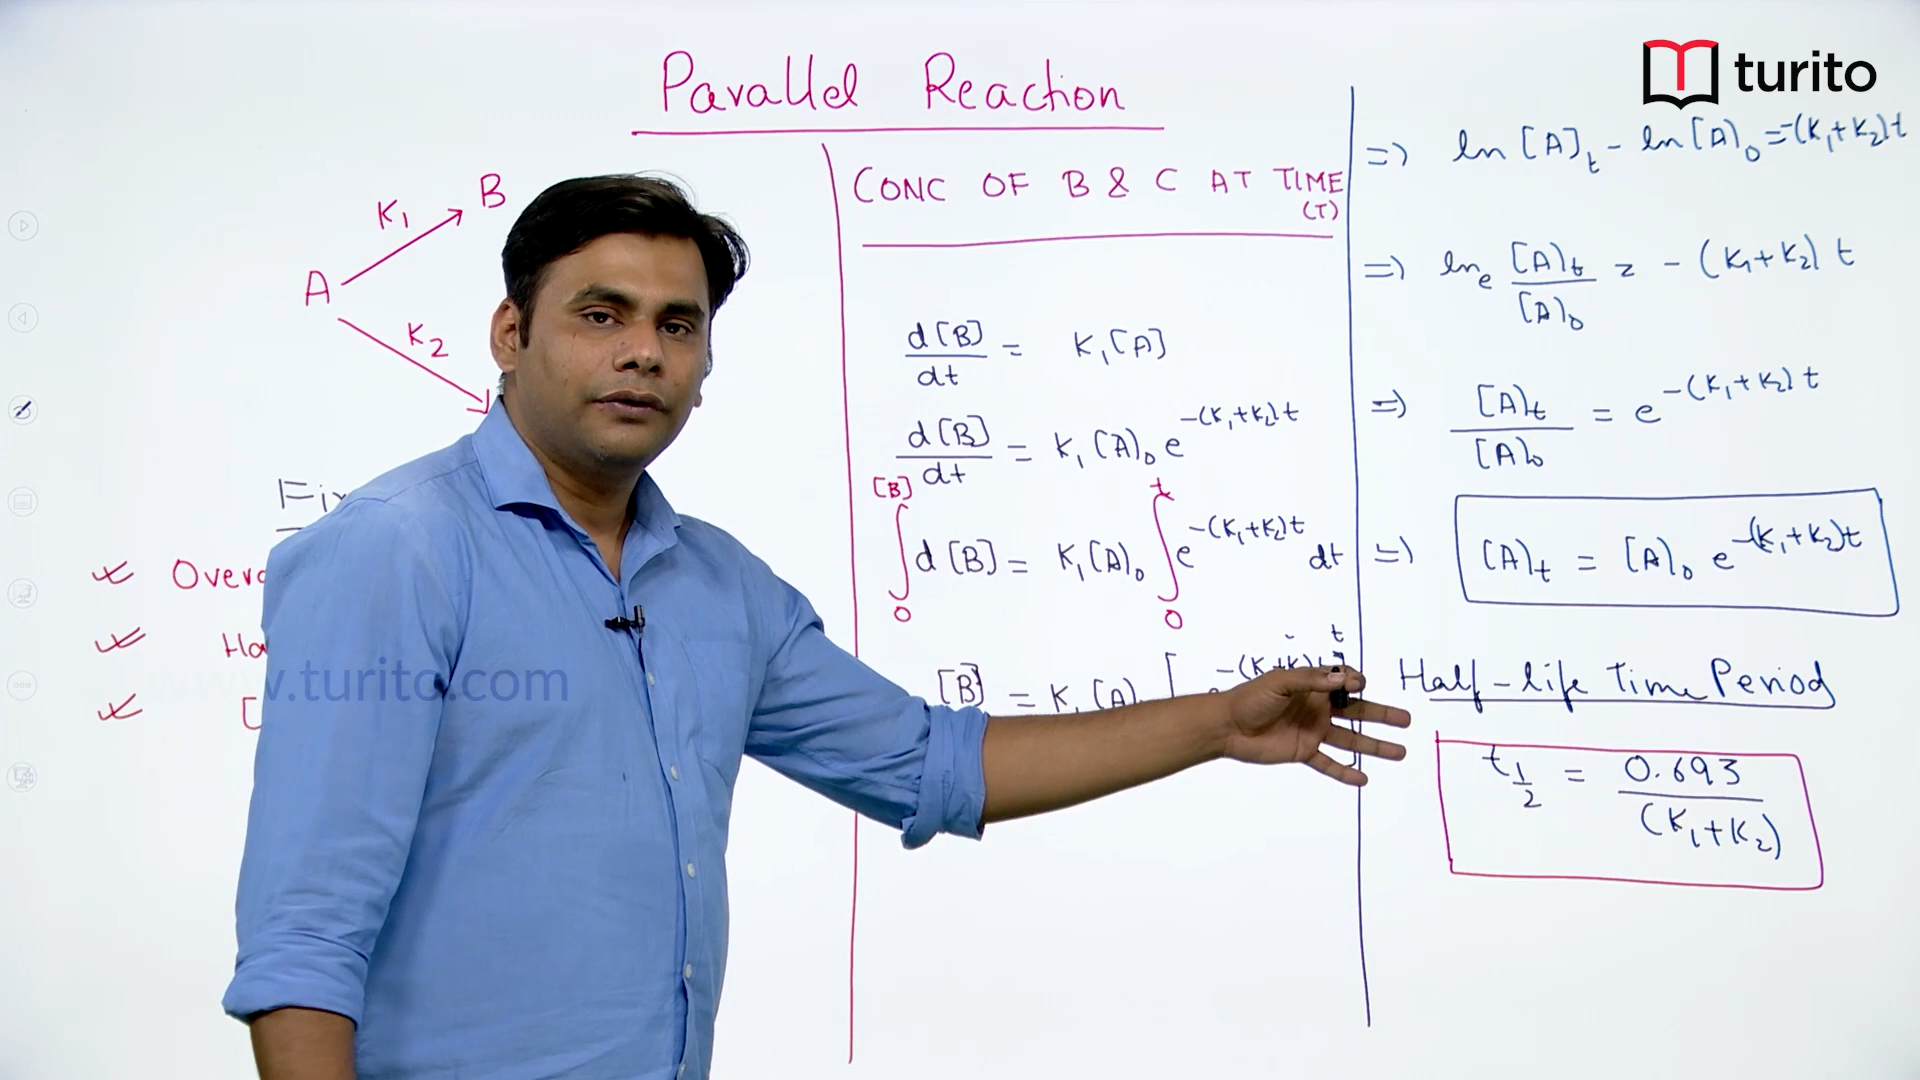 turito
Parallel Reaction
K₁
B
A
K₂
Overa
[
www.turito.com
CONC OF B & C AT TIME
(T)
d[B]/dt = K₁[A]
d[B]/dt = K₁[A]₀ e^-(K₁+K₂)t
∫₀^[B] d[B] = K₁[A]₀ ∫₀^t e^-(K₁+K₂)t dt
[B] = K₁[A]
=> ln[A]t - ln[A]₀ = -(K₁+K₂)t
=> lnₑ [A]t/[A]₀ = -(K₁+K₂)t
=> [A]t/[A]₀ = e^-(K₁+K₂)t
=> [A]t = [A]₀ e^-(K₁+K₂)t
Half-life Time Period
t½ = 0.693/(K₁+K₂)